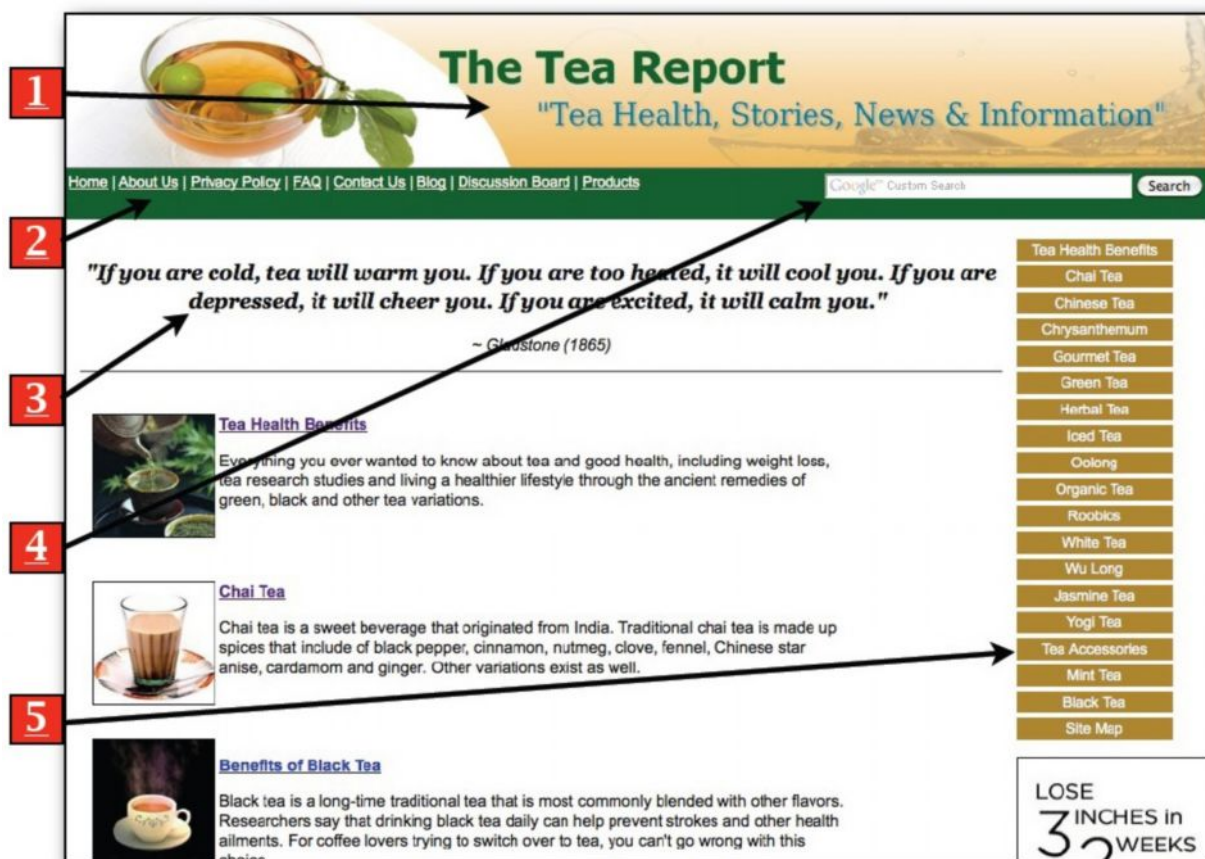 The Tea Report
"Tea Health, Stories, News & Information"
1
Home | About Us | Privacy Policy | FAQ | Contact Us | Blog | Discussion Board | Products
Google™ Custom Search
Search
2
"If you are cold, tea will warm you. If you are too heated, it will cool you. If you are
depressed, it will cheer you. If you are excited, it will calm you."
~ Gladstone (1865)
3
Tea Health Benefits
Everything you ever wanted to know about tea and good health, including weight loss,
tea research studies and living a healthier lifestyle through the ancient remedies of
green, black and other tea variations.
4
Chai Tea
Chai tea is a sweet beverage that originated from India. Traditional chai tea is made up
spices that include of black pepper, cinnamon, nutmeg, clove, fennel, Chinese star
anise, cardamom and ginger. Other variations exist as well.
5
Benefits of Black Tea
Black tea is a long-time traditional tea that is most commonly blended with other flavors.
Researchers say that drinking black tea daily can help prevent strokes and other health
ailments. For coffee lovers trying to switch over to tea, you can't go wrong with this
Tea Health Benefits
Chai Tea
Chinese Tea
Chrysanthemum
Gourmet Tea
Green Tea
Herbal Tea
Iced Tea
Oolong
Organic Tea
Rooibos
White Tea
Wu Long
Jasmine Tea
Yogi Tea
Tea Accessories
Mint Tea
Black Tea
Site Map
LOSE
3 INCHES in
WEEKS